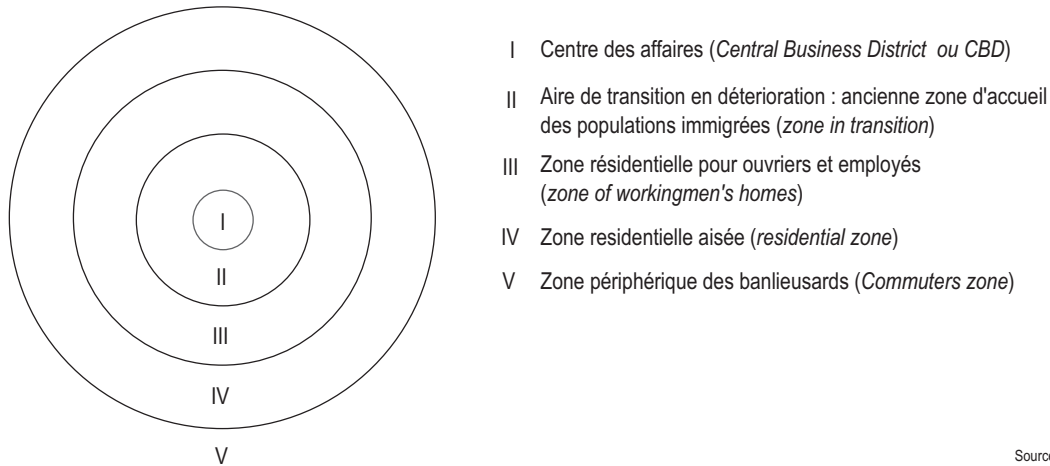 I Centre des affaires (Central Business District ou CBD)
II Aire de transition en déterioration : ancienne zone d'accueil
des populations immigrées (zone in transition)
III Zone résidentielle pour ouvriers et employés
(zone of workingmen's homes)
IV Zone residentielle aisée (residential zone)
V Zone périphérique des banlieusards (Commuters zone)
I
II
III
IV
V
Source